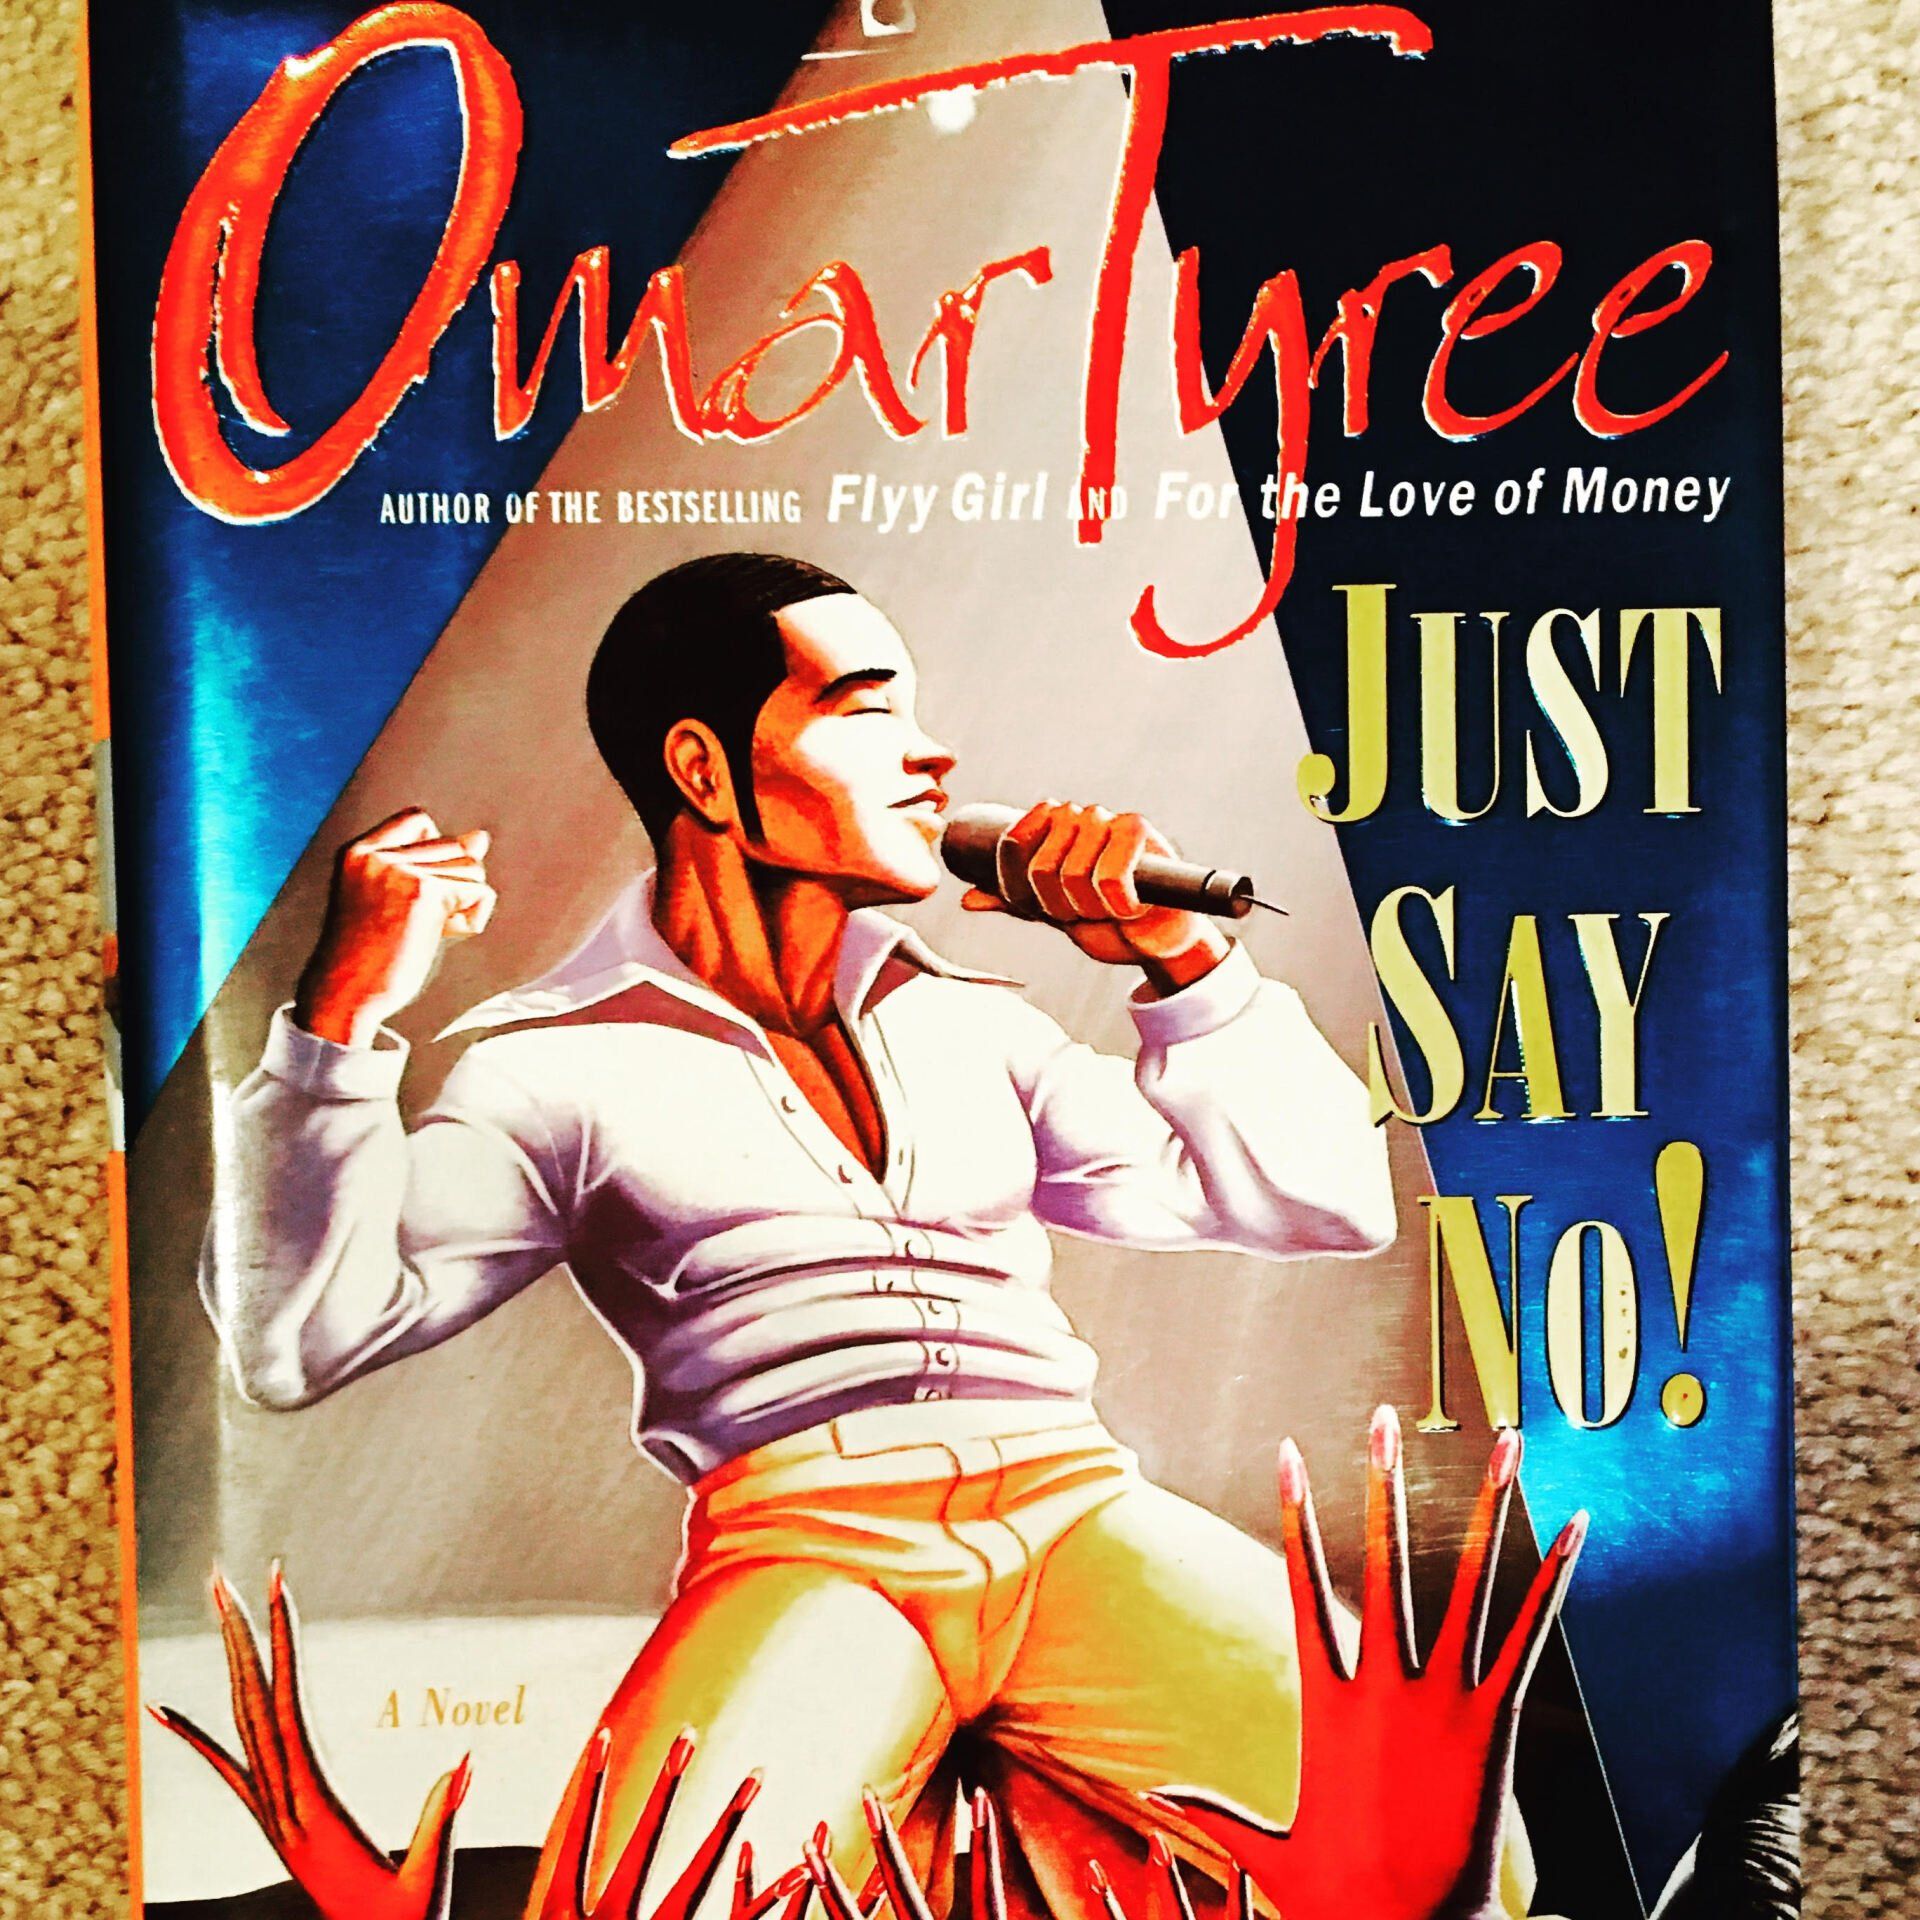 Omar Tyree
AUTHOR OF THE BESTSELLING Flyy Girl AND For the Love of Money
JUST
SAY
NO!
A Novel